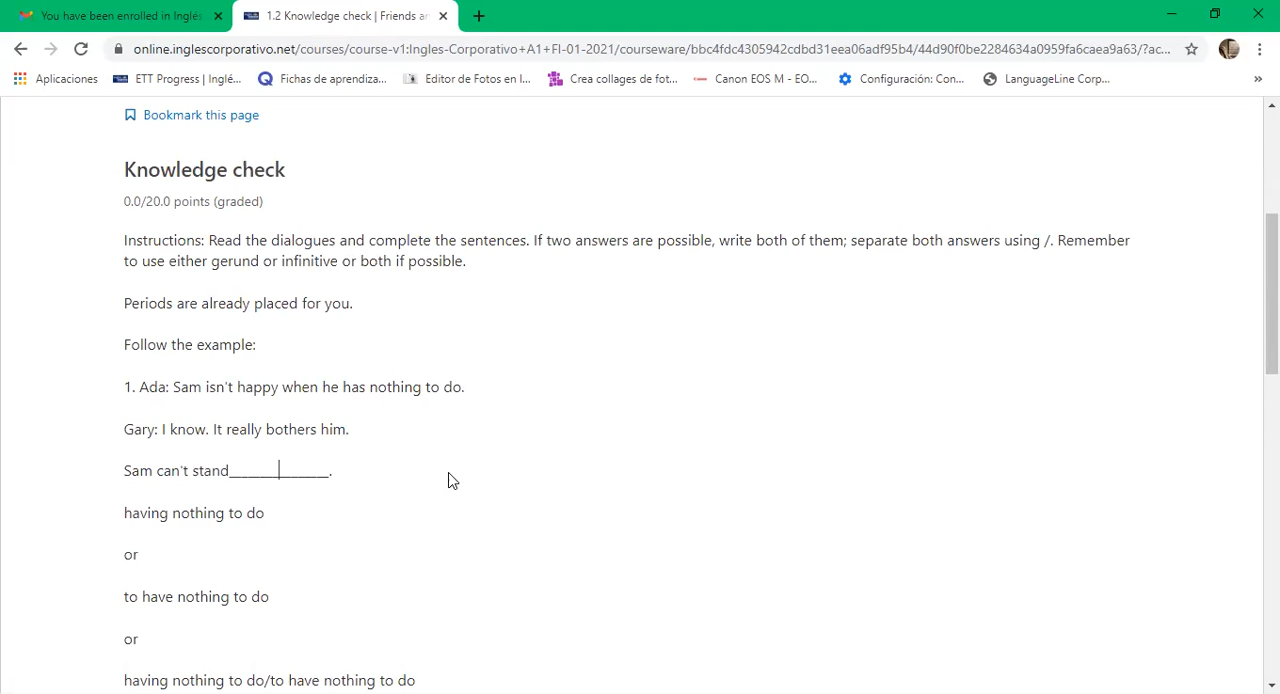 You have been enrolled in Inglés
1.2 Knowledge check | Friends an
online.inglescorporativo.net/courses/course-v1:Ingles-Corporativo+A1+FI-01-2021/courseware/bbc4fdc4305942cdbd31eea06adf95b4/44d90f0be2284634a0959fa6caea9a63/?ac...
Aplicaciones
ETT Progress | Inglé...
Fichas de aprendiza...
Editor de Fotos en l...
Crea collages de fot...
Canon EOS M - EO...
Configuración: Con...
LanguageLine Corp...
»
Bookmark this page
Knowledge check
0.0/20.0 points (graded)
Instructions: Read the dialogues and complete the sentences. If two answers are possible, write both of them; separate both answers using /. Remember
to use either gerund or infinitive or both if possible.
Periods are already placed for you.
Follow the example:
1. Ada: Sam isn't happy when he has nothing to do.
Gary: I know. It really bothers him.
Sam can't stand________________.
having nothing to do
or
to have nothing to do
or
having nothing to do/to have nothing to do